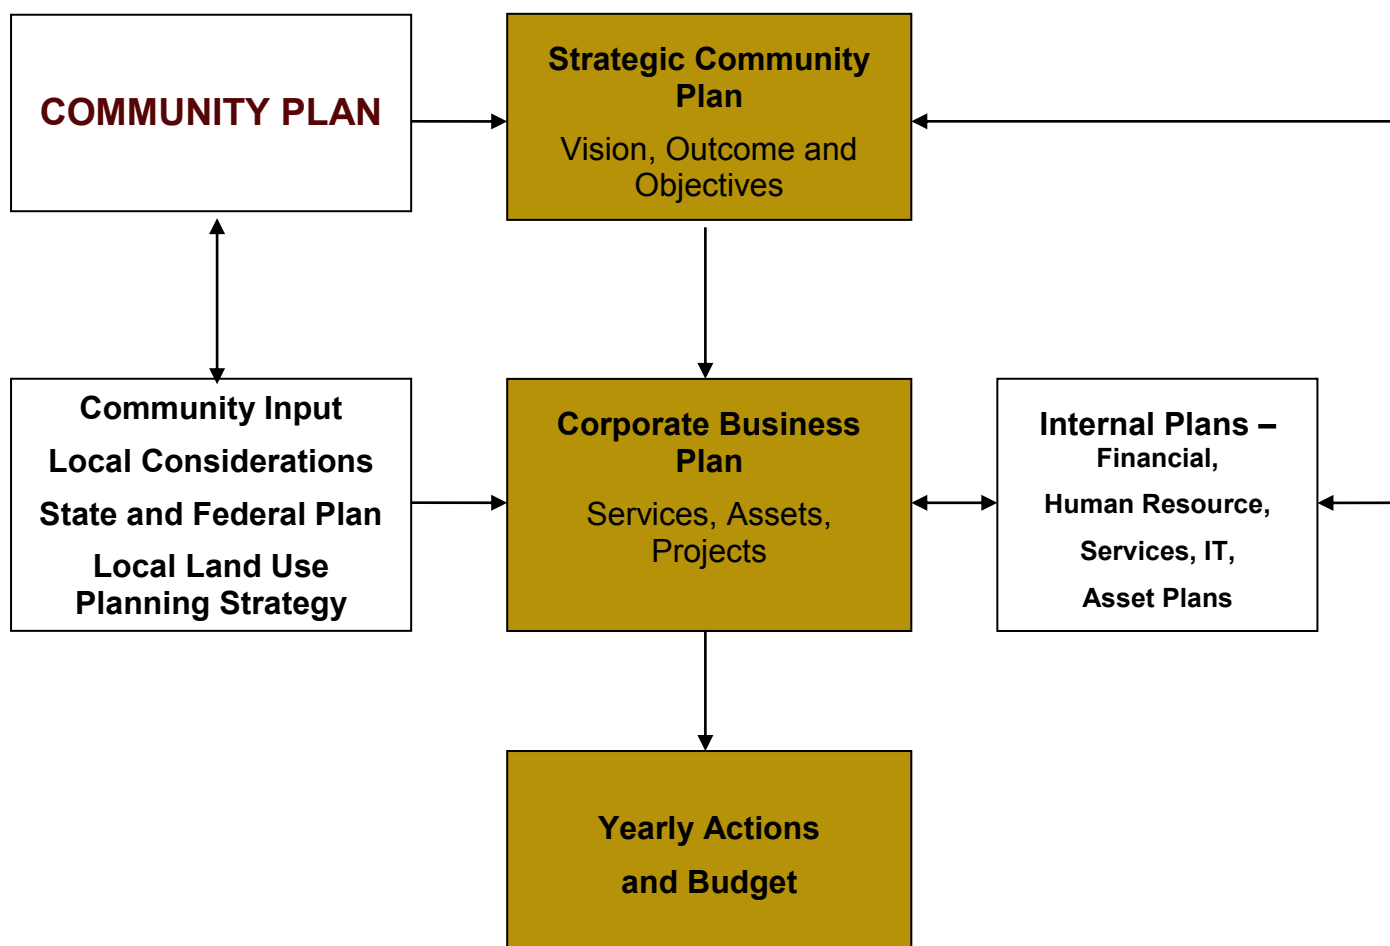 COMMUNITY PLAN
Strategic Community
Plan
Vision, Outcome and
Objectives
Community Input
Local Considerations
State and Federal Plan
Local Land Use
Planning Strategy
Corporate Business
Plan
Services, Assets,
Projects
Internal Plans –
Financial,
Human Resource,
Services, IT,
Asset Plans
Yearly Actions
and Budget